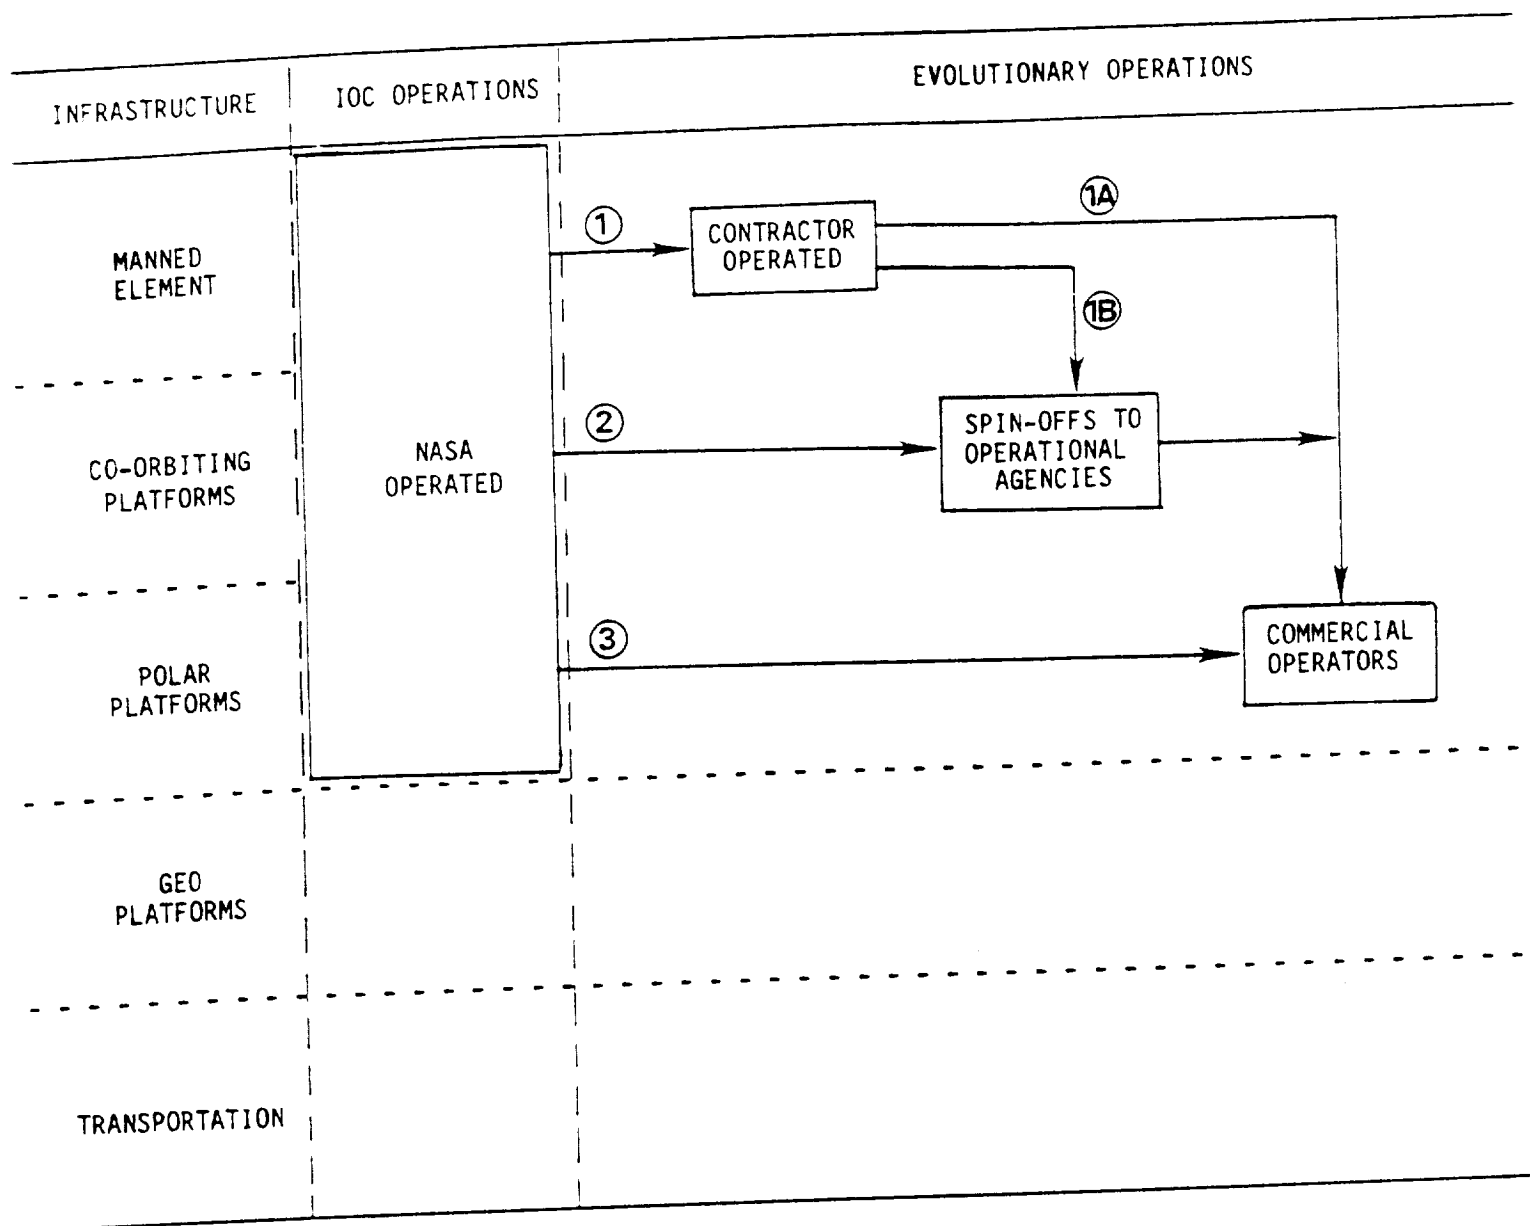 INFRASTRUCTURE
IOC OPERATIONS
EVOLUTIONARY OPERATIONS
MANNED
ELEMENT
1
CONTRACTOR
OPERATED
1A
1B
CO-ORBITING
PLATFORMS
NASA
OPERATED
2
SPIN-OFFS TO
OPERATIONAL
AGENCIES
POLAR
PLATFORMS
3
COMMERCIAL
OPERATORS
GEO
PLATFORMS
TRANSPORTATION